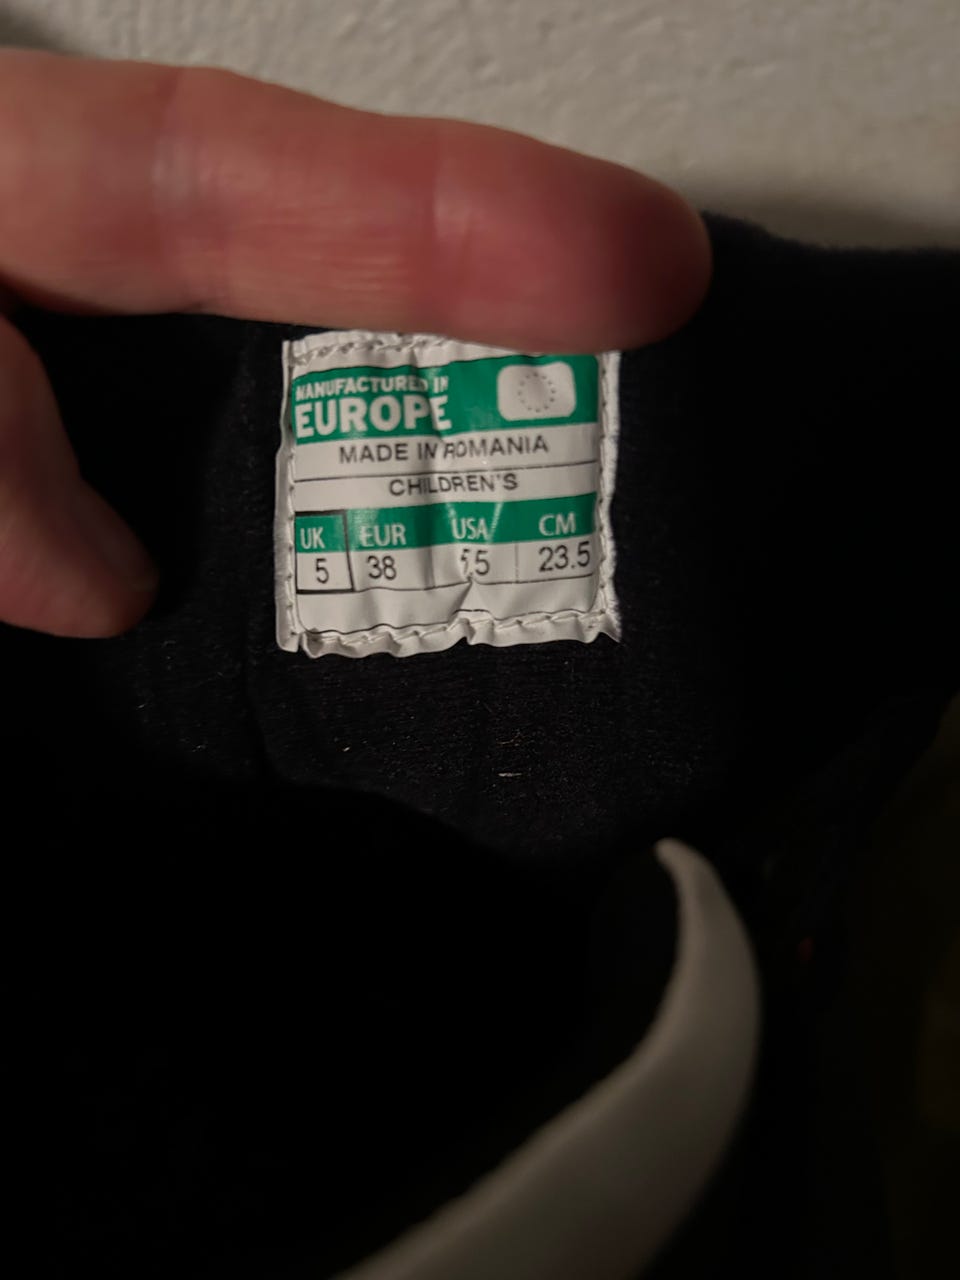 MANUFACTURED IN
EUROPE
MADE IN ROMANIA
CHILDREN'S
UK EUR USA CM
5 38 5.5 23.5